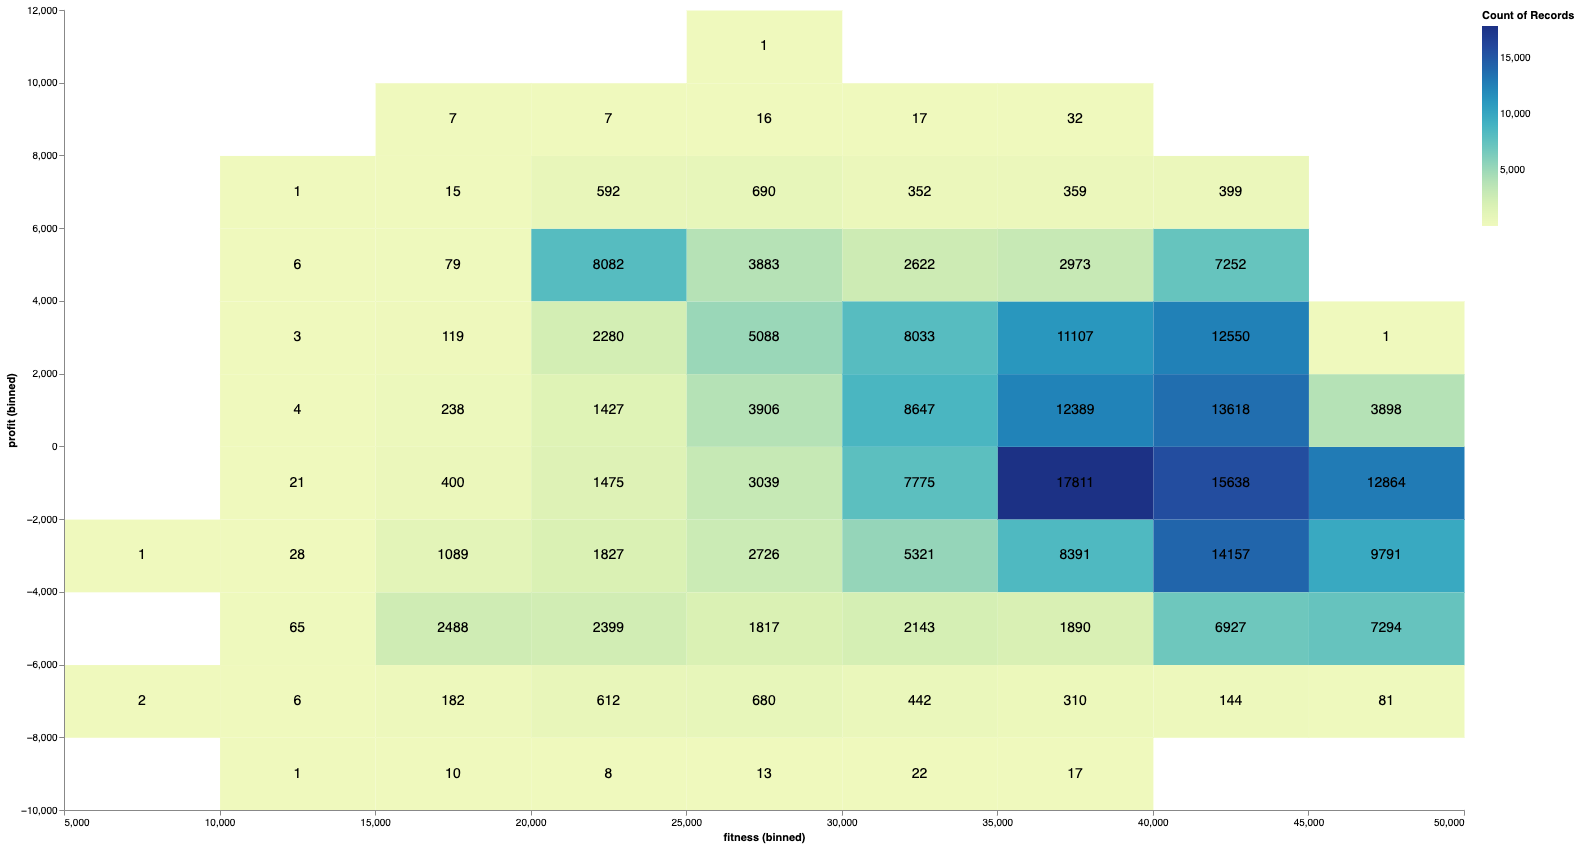 Count of Records
15,000
10,000
5,000
profit (binned)
12,000
1
10,000
7 7 16 17 32
8,000
1 15 592 690 352 359 399
6,000
6 79 8082 3883 2622 2973 7252
4,000
3 119 2280 5088 8033 11107 12550 1
2,000
4 238 1427 3906 8647 12389 13618 3898
0
21 400 1475 3039 7775 17811 15638 12864
−2,000
1 28 1089 1827 2726 5321 8391 14157 9791
−4,000
65 2488 2399 1817 2143 1890 6927 7294
−6,000
2 6 182 612 680 442 310 144 81
−8,000
1 10 8 13 22 17
−10,000
5,000 10,000 15,000 20,000 25,000 30,000 35,000 40,000 45,000 50,000
fitness (binned)